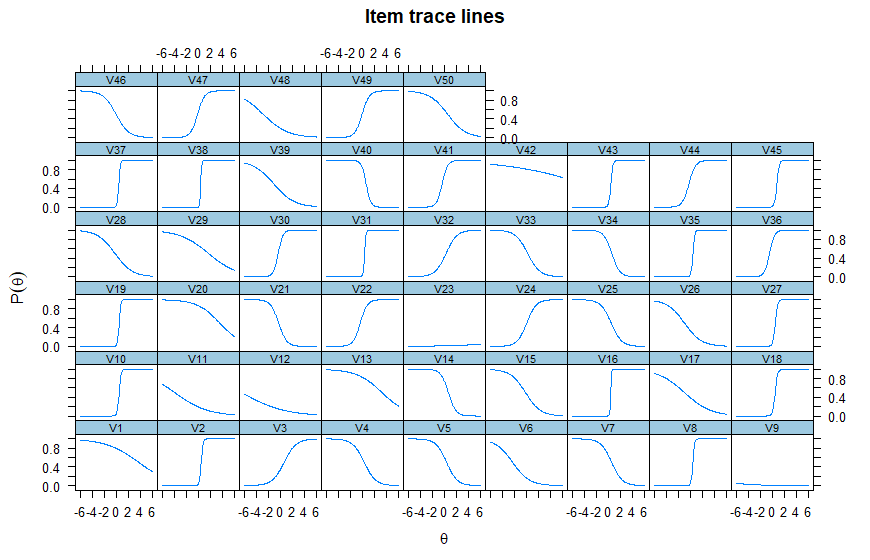 Item trace lines
-6-4-2 0 2 4 6 -6-4-2 0 2 4 6
V46 V47 V48 V49 V50
0.8
0.4
0.0
V37 V38 V39 V40 V41 V42 V43 V44 V45
0.8
0.4
0.0
V28 V29 V30 V31 V32 V33 V34 V35 V36
0.8
0.4
0.0
V19 V20 V21 V22 V23 V24 V25 V26 V27
0.8
0.4
0.0
V10 V11 V12 V13 V14 V15 V16 V17 V18
0.8
0.4
0.0
V1 V2 V3 V4 V5 V6 V7 V8 V9
0.8
0.4
0.0
-6-4-2 0 2 4 6 -6-4-2 0 2 4 6 -6-4-2 0 2 4 6 -6-4-2 0 2 4 6 -6-4-2 0 2 4 6
P(θ)
θ